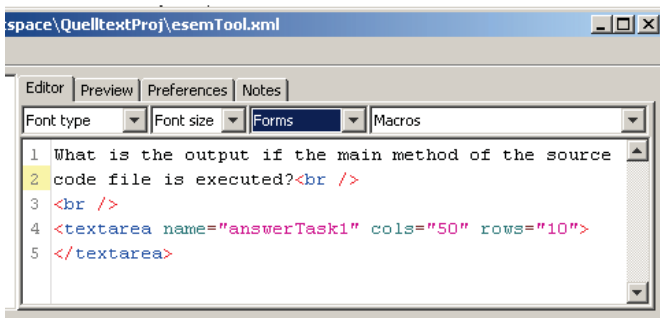 space\QuelltextProj\esemTool.xml
Editor Preview Preferences Notes
Font type Font size Forms Macros
1 What is the output if the main method of the source
2 code file is executed?<br />
3 <br />
4 <textarea name="answerTask1" cols="50" rows="10">
5 </textarea>